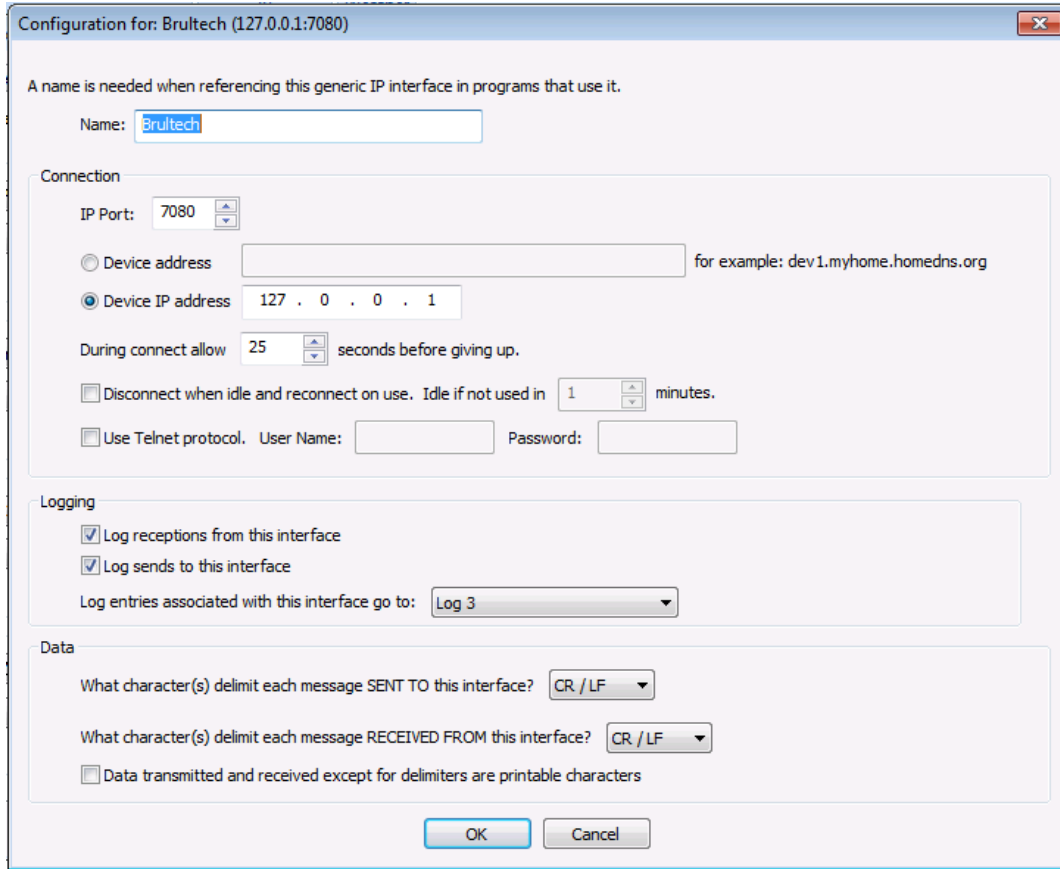 Configuration for: Brultech (127.0.0.1:7080)
A name is needed when referencing this generic IP interface in programs that use it.
Name: Brultech
Connection
IP Port: 7080
Device address for example: dev1.myhome.homedns.org
Device IP address 127 . 0 . 0 . 1
During connect allow 25 seconds before giving up.
Disconnect when idle and reconnect on use. Idle if not used in 1 minutes.
Use Telnet protocol. User Name: Password:
Logging
Log receptions from this interface
Log sends to this interface
Log entries associated with this interface go to: Log 3
Data
What character(s) delimit each message SENT TO this interface? CR / LF
What character(s) delimit each message RECEIVED FROM this interface? CR / LF
Data transmitted and received except for delimiters are printable characters
OK Cancel